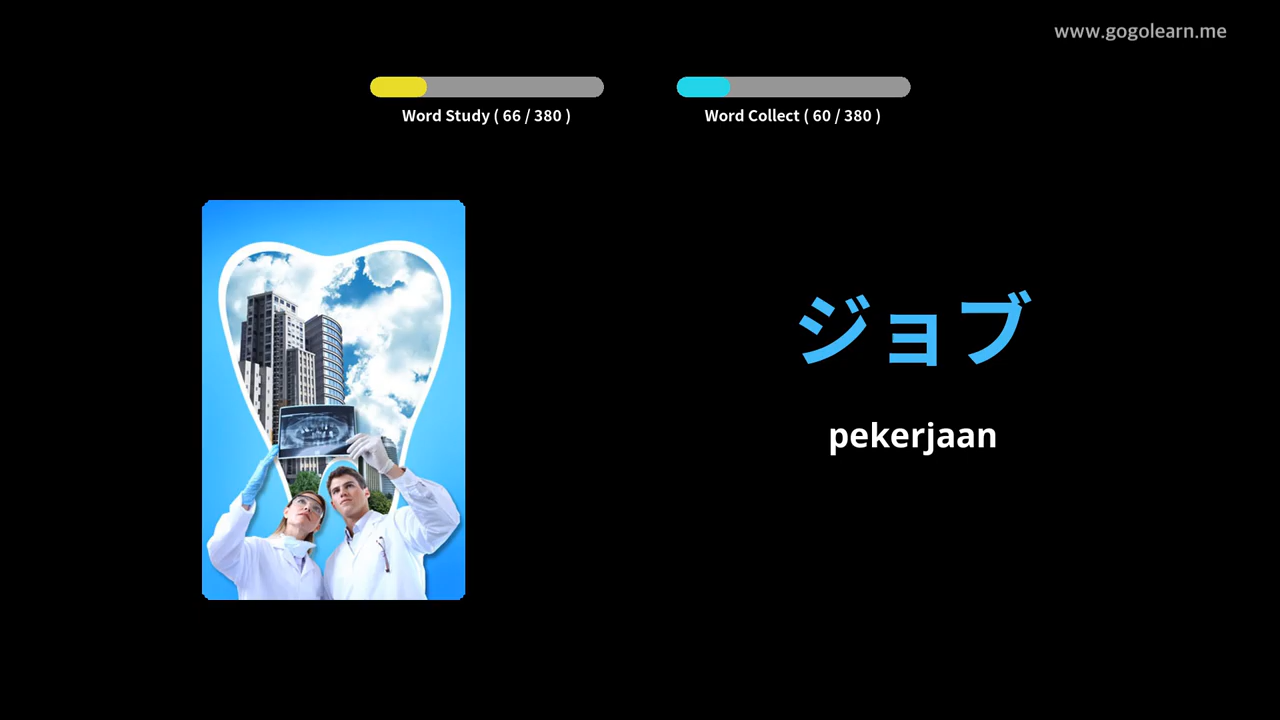 www.gogolearn.me
Word Study ( 66 / 380 )
Word Collect ( 60 / 380 )
ジョブ
pekerjaan